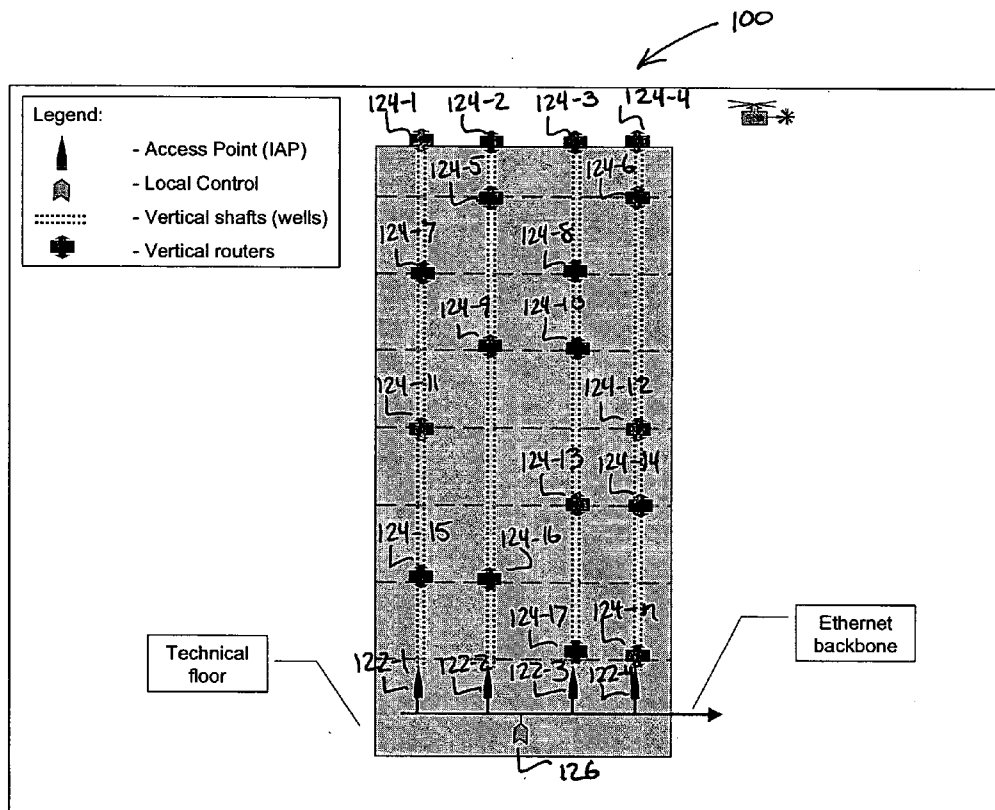 100
124-1
124-2
124-3
124-4
Legend:
- Access Point (IAP)
- Local Control
- Vertical shafts (wells)
- Vertical routers
124-5
124-6
124-7
124-8
124-9
124-10
124-11
124-12
124-13
124-14
124-15
124-16
124-17
124-n
Technical
floor
Ethernet
backbone
122-1
122-2
122-3
122-4
126